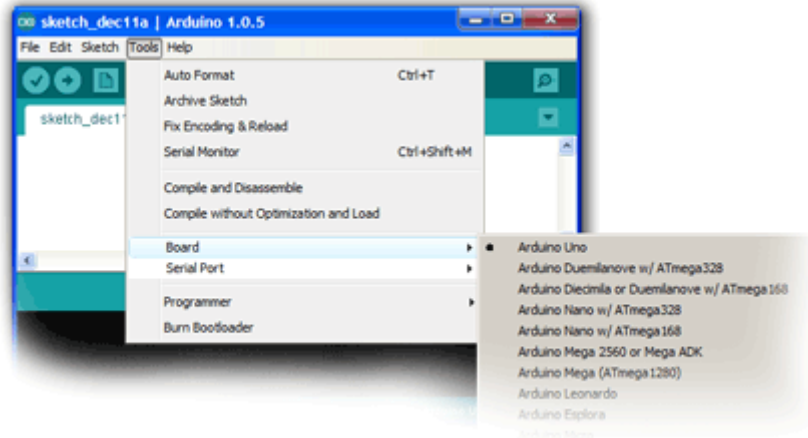 sketch_dec11a | Arduino 1.0.5
File Edit Sketch Tools Help
sketch_dec11
Auto Format Ctrl+T
Archive Sketch
Fix Encoding & Reload
Serial Monitor Ctrl+Shift+M
Compile and Disassemble
Compile without Optimization and Load
Board
Serial Port
Programmer
Burn Bootloader
Arduino Uno
Arduino Duemilanove w/ ATmega328
Arduino Diecimila or Duemilanove w/ ATmega168
Arduino Nano w/ ATmega328
Arduino Nano w/ ATmega168
Arduino Mega 2560 or Mega ADK
Arduino Mega (ATmega1280)
Arduino Leonardo
Arduino Esplora
Arduino Micro